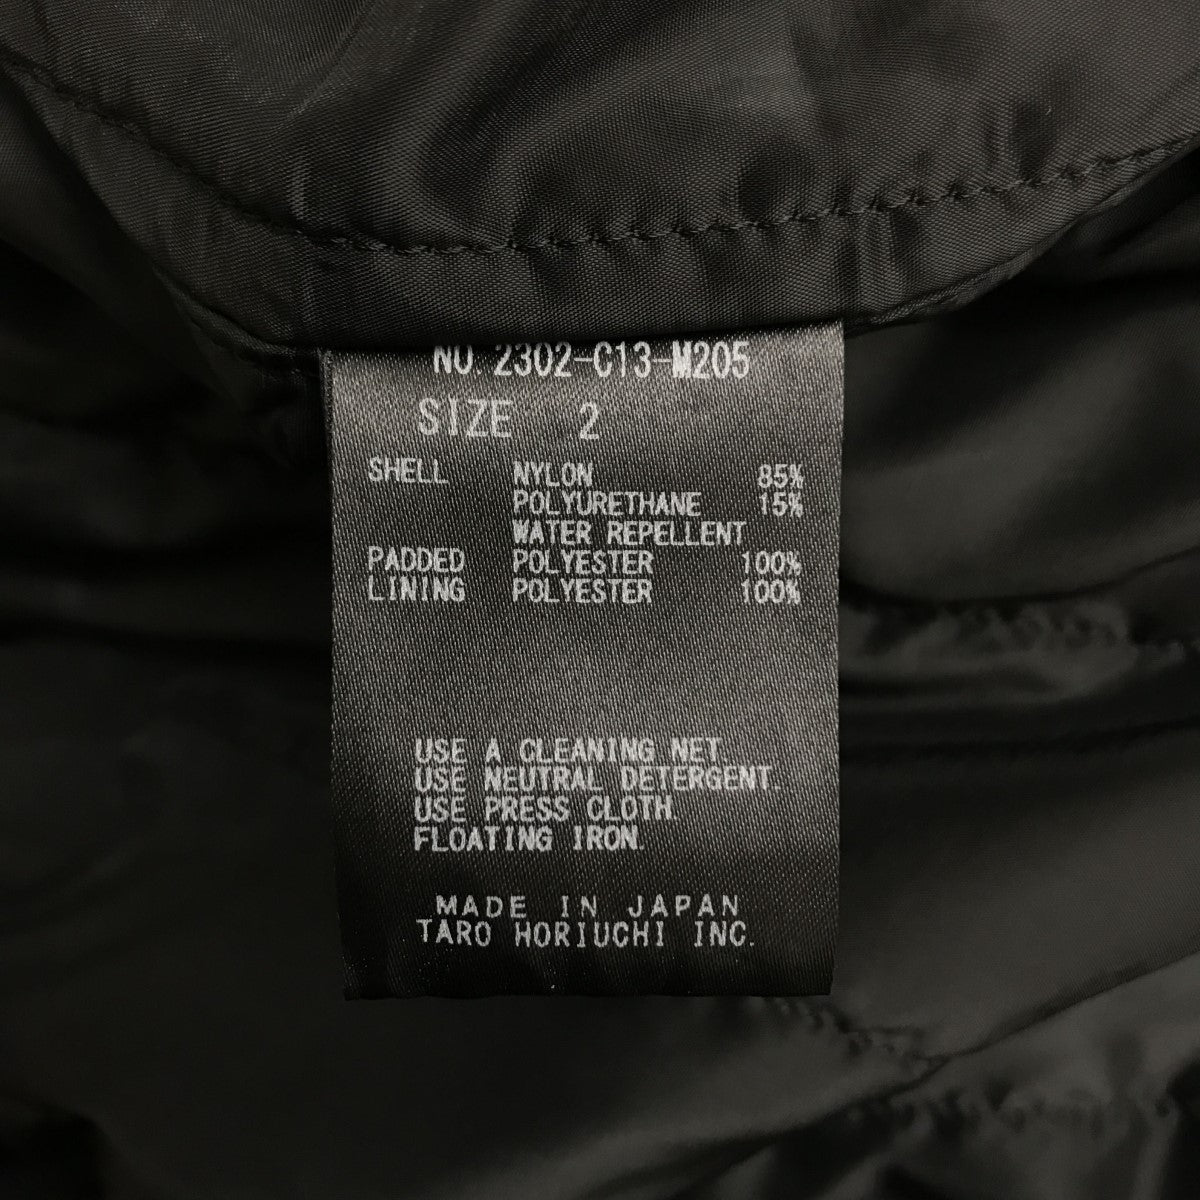 NO. 2302-C13-M205
SIZE 2
SHELL NYLON 85%
POLYURETHANE 15%
WATER REPELLENT
PADDED POLYESTER 100%
LINING POLYESTER 100%
USE A CLEANING NET.
USE NEUTRAL DETERGENT.
USE PRESS CLOTH.
FLOATING IRON.
MADE IN JAPAN
TARO HORIUCHI INC.